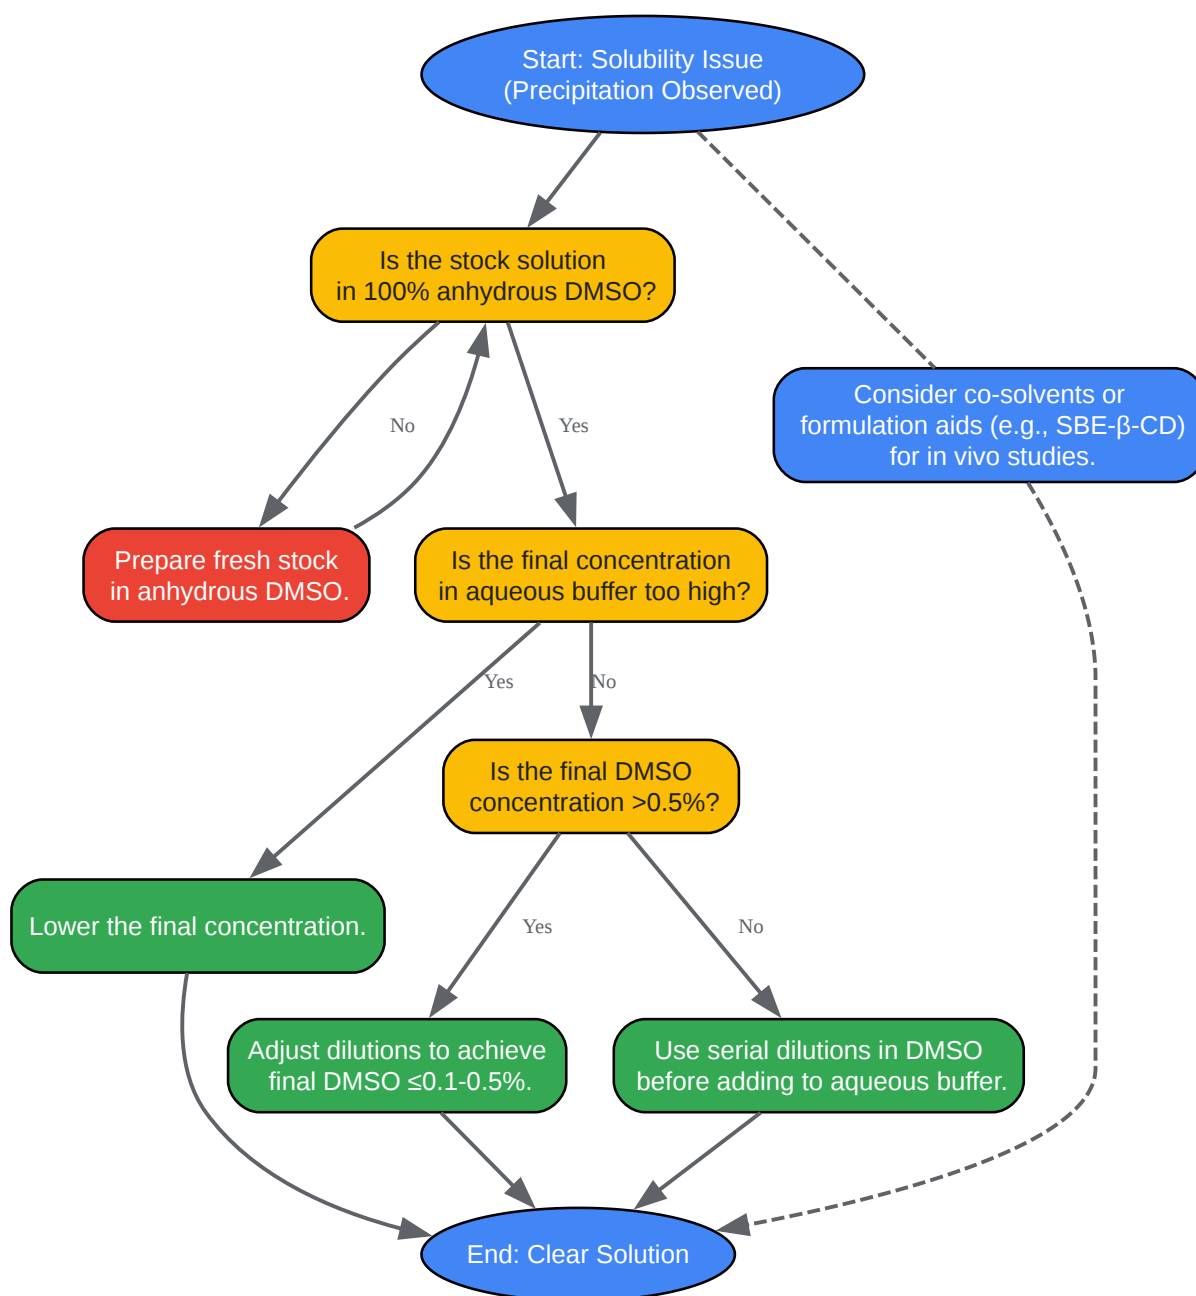 Start: Solubility Issue
(Precipitation Observed)
Is the stock solution
in 100% anhydrous DMSO?
Consider co-solvents or
formulation aids (e.g., SBE-β-CD)
for in vivo studies.
No
Yes
Prepare fresh stock
in anhydrous DMSO.
Is the final concentration
in aqueous buffer too high?
Yes
No
Is the final DMSO
concentration >0.5%?
Lower the final concentration.
Yes
No
Adjust dilutions to achieve
final DMSO ≤0.1-0.5%.
Use serial dilutions in DMSO
before adding to aqueous buffer.
End: Clear Solution